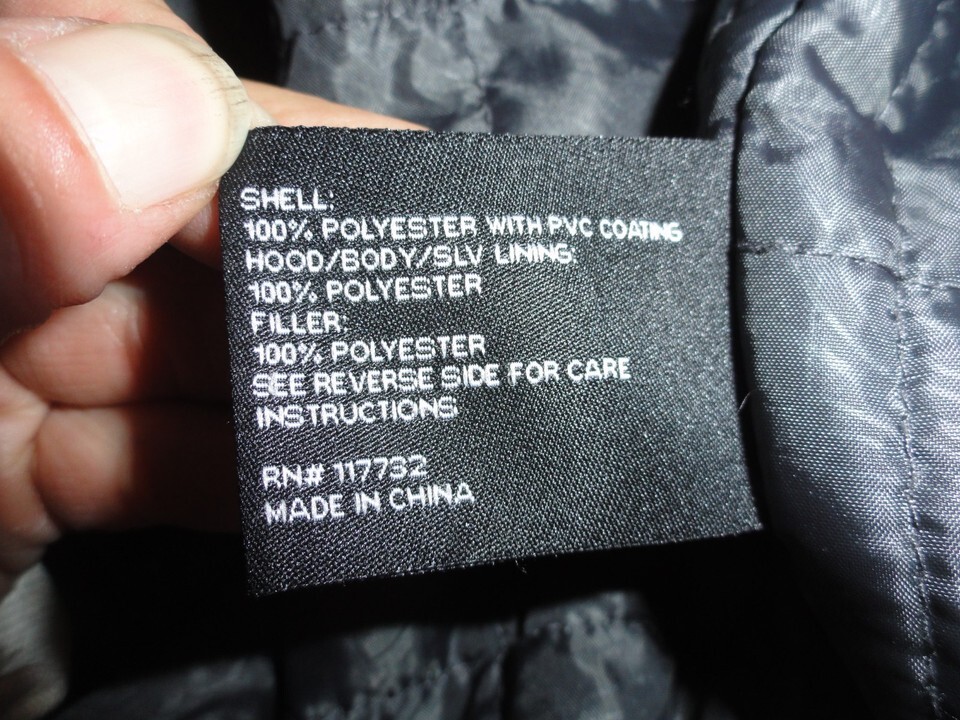 SHELL:
100% POLYESTER WITH PVC COATING
HOOD/BODY/SLV LINING:
100% POLYESTER
FILLER:
100% POLYESTER
SEE REVERSE SIDE FOR CARE
INSTRUCTIONS
RN# 117732
MADE IN CHINA